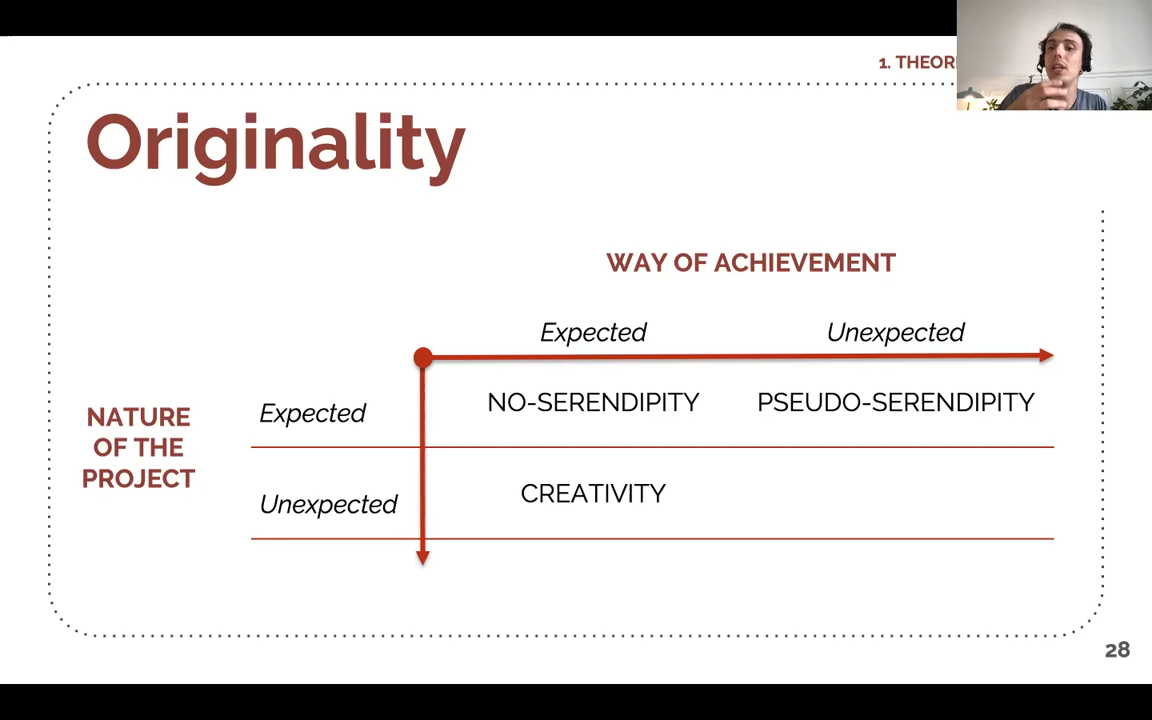 1. THEOR
Originality
WAY OF ACHIEVEMENT
Expected Unexpected
NATURE
OF THE
PROJECT
Expected NO-SERENDIPITY PSEUDO-SERENDIPITY
Unexpected CREATIVITY
28